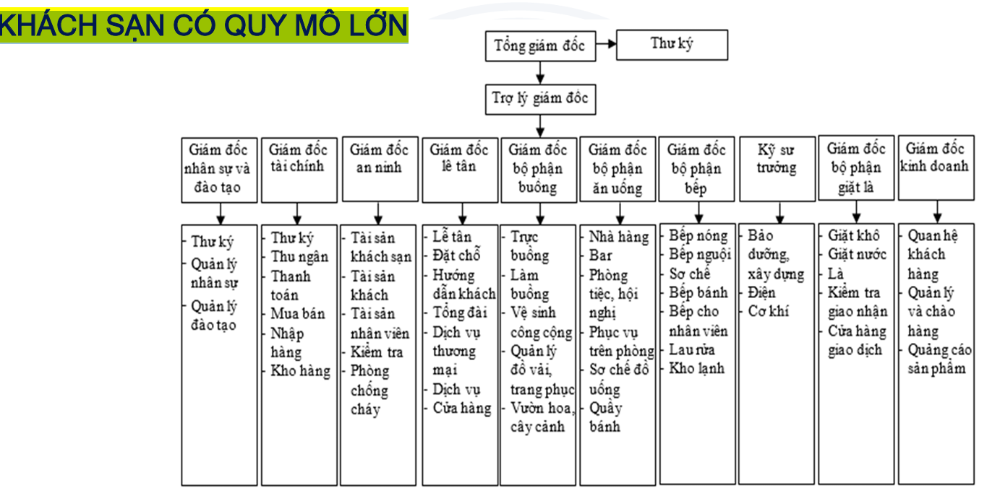 KHÁCH SẠN CÓ QUY MÔ LỚN
Tổng giám đốc
Thư ký
Trợ lý giám đốc
Giám đốc
nhân sự và
đào tạo
Giám đốc
tài chính
Giám đốc
an ninh
Giám đốc
lê tân
Giám đốc
bộ phận
buồng
Giám đốc
bộ phận
ăn uống
Giám đốc
bộ phận
bếp
Kỹ sư
trưởng
Giám đốc
bộ phận
giặt là
Giám đốc
kinh doanh
- Thư ký
- Quản lý
nhân sự
- Quản lý
đào tạo
- Thư ký
- Thu ngân
- Thanh
toán
- Mua bán
- Nhập
hàng
- Kho hàng
- Tài sản
khách sạn
- Tài sản
khách
- Tài sản
nhân viên
- Kiểm tra
- Phòng
chống
cháy
- Lễ tân
- Đặt chỗ
- Hướng
dẫn khách
- Tổng đài
- Dịch vụ
thương
mại
- Dịch vụ
- Cửa hàng
- Trực
buồng
- Làm
buồng
- Vệ sinh
công cộng
- Quản lý
đồ vải,
trang phục
- Vườn hoa,
cây cảnh
- Nhà hàng
- Bar
- Phòng
tiệc, hội
nghị
- Phục vụ
trên phòng
- Sơ chế đồ
uống
- Quầy
bánh
- Bếp nóng
- Bếp nguội
- Sơ chế
- Bếp bánh
- Bếp cho
nhân viên
- Lau rửa
- Kho lạnh
- Bảo
dưỡng,
xây dựng
- Điện
- Cơ khí
- Giặt khô
- Giặt nước
- Là
- Kiểm tra
giao nhận
- Cửa hàng
giao dịch
- Quan hệ
khách
hàng
- Quản lý
và chào
hàng
- Quảng cáo
sản phẩm